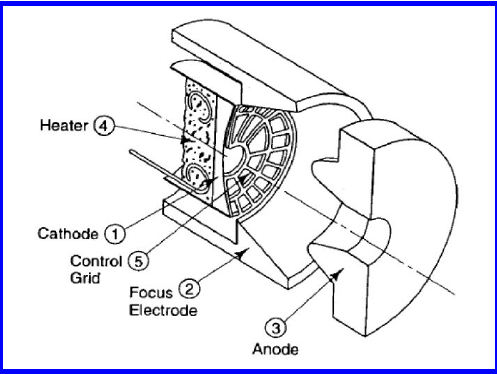 Heater 4
Cathode 1
Control 5
Grid
Focus 2
Electrode
3
Anode